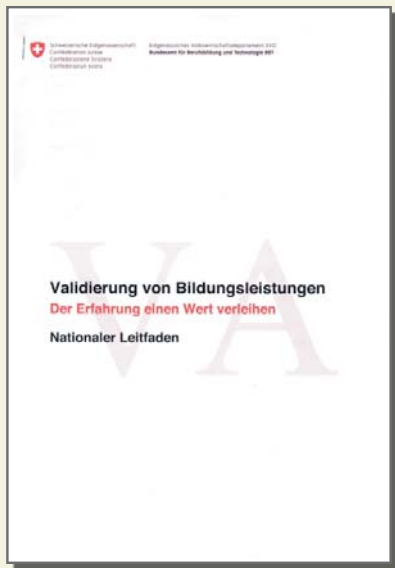 Schweizerische Eidgenossenschaft
Confédération suisse
Confederazione Svizzera
Confederaziun svizra
Eidgenössisches Volkswirtschaftsdepartement EVD
Bundesamt für Berufsbildung und Technologie BBT
VA
Validierung von Bildungsleistungen
Der Erfahrung einen Wert verleihen
Nationaler Leitfaden